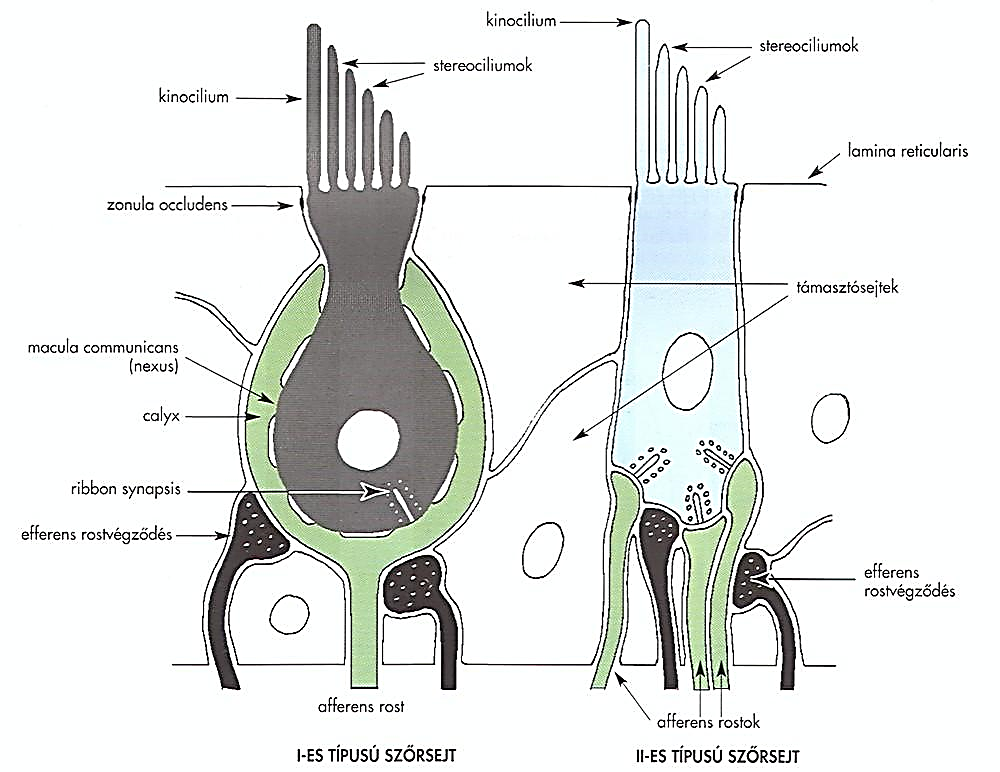 kinocilium
stereociliumok
stereociliumok
kinocilium
lamina reticularis
zonula occludens
támasztósejtek
macula communicans
(nexus)
calyx
ribbon synapsis
efferens rostvégződés
efferens
rostvégződés
afferens rost
afferens rostok
I-ES TÍPUSÚ SZŐRSEJT
II-ES TÍPUSÚ SZŐRSEJT